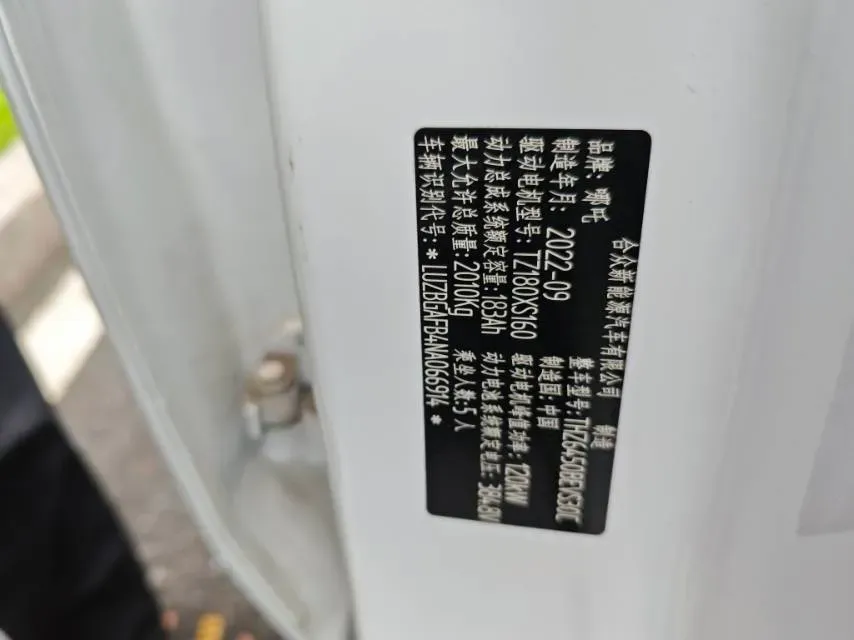 合众新能源汽车有限公司 制造
品牌: 哪吒 整车型号: THZ6450BEVS30C
制造年月: 2022-09 制造国: 中国
驱动电机型号: TZ180XS160 驱动电机峰值功率: 120kW
动力总成系统额定容量: 183Ah 动力电池系统额定电压:
最大允许总质量: 2010Kg 乘坐人数: 5 人
车辆识别代号: * LUZBGAFB4NA066914 *